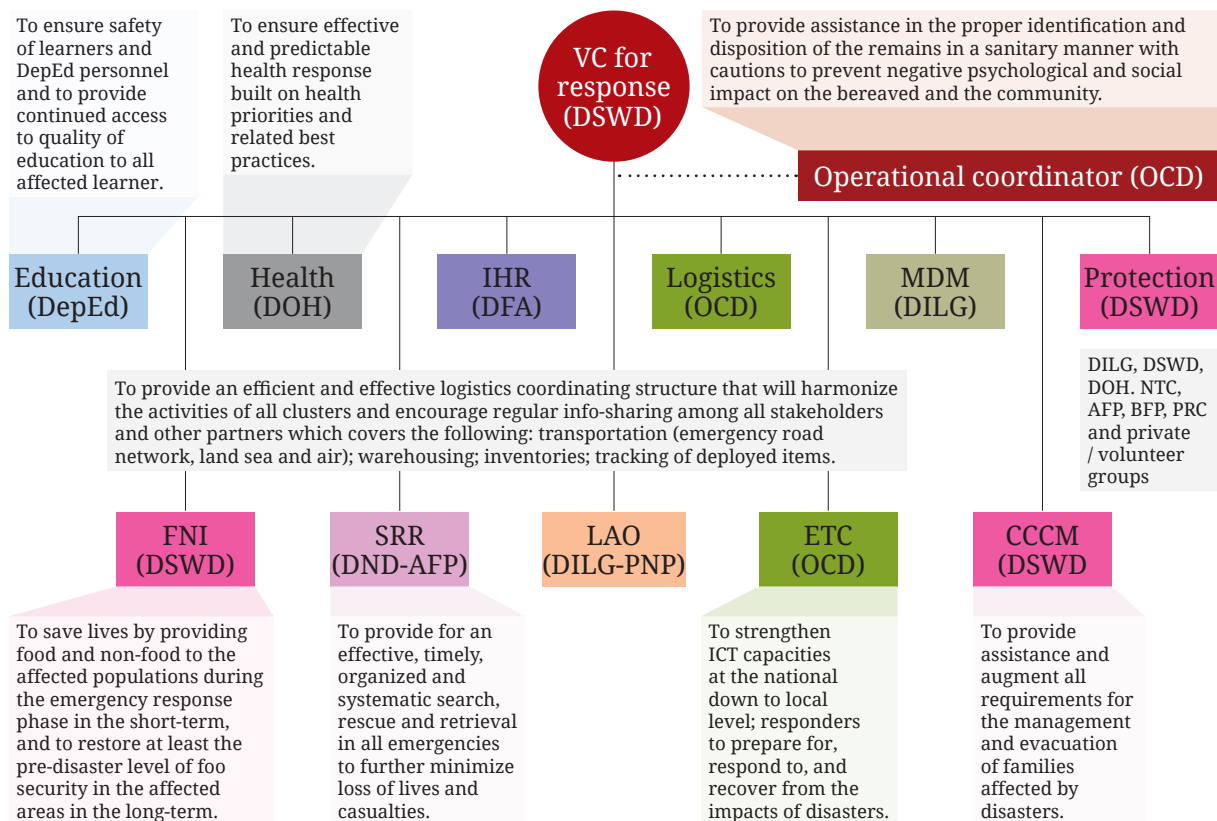 To ensure safety
of learners and
DepEd personnel
and to provide
continued access
to quality of
education to all
affected learner.
To ensure effective
and predictable
health response
built on health
priorities and
related best
practices.
VC for
response
(DSWD)
To provide assistance in the proper identification and
disposition of the remains in a sanitary manner with
cautions to prevent negative psychological and social
impact on the bereaved and the community.
Operational coordinator (OCD)
Education
(DepEd)
Health
(DOH)
IHR
(DFA)
Logistics
(OCD)
MDM
(DILG)
Protection
(DSWD)
To provide an efficient and effective logistics coordinating structure that will harmonize
the activities of all clusters and encourage regular info-sharing among all stakeholders
and other partners which covers the following: transportation (emergency road
network, land sea and air); warehousing; inventories; tracking of deployed items.
DILG, DSWD,
DOH. NTC,
AFP, BFP, PRC
and private
/ volunteer
groups
FNI
(DSWD)
SRR
(DND-AFP)
LAO
(DILG-PNP)
ETC
(OCD)
CCCM
(DSWD
To save lives by providing
food and non-food to the
affected populations during
the emergency response
phase in the short-term,
and to restore at least the
pre-disaster level of foo
security in the affected
areas in the long-term.
To provide for an
effective, timely,
organized and
systematic search,
rescue and retrieval
in all emergencies
to further minimize
loss of lives and
casualties.
To strengthen
ICT capacities
at the national
down to local
level; responders
to prepare for,
respond to, and
recover from the
impacts of disasters.
To provide
assistance and
augment all
requirements for
the management
and evacuation
of families
affected by
disasters.